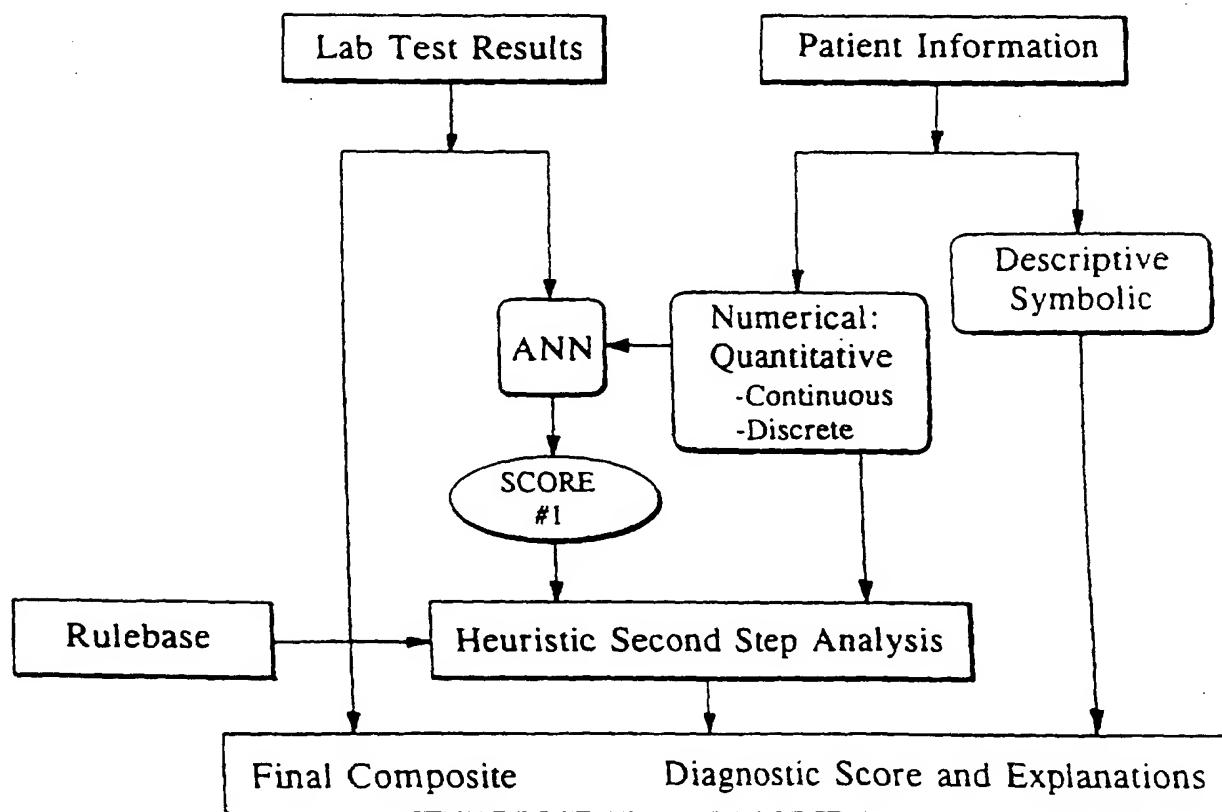 Lab Test Results
Patient Information
Descriptive
Symbolic
Numerical:
Quantitative
-Continuous
-Discrete
ANN
SCORE
#1
Rulebase
Heuristic Second Step Analysis
Final Composite
Diagnostic Score and Explanations